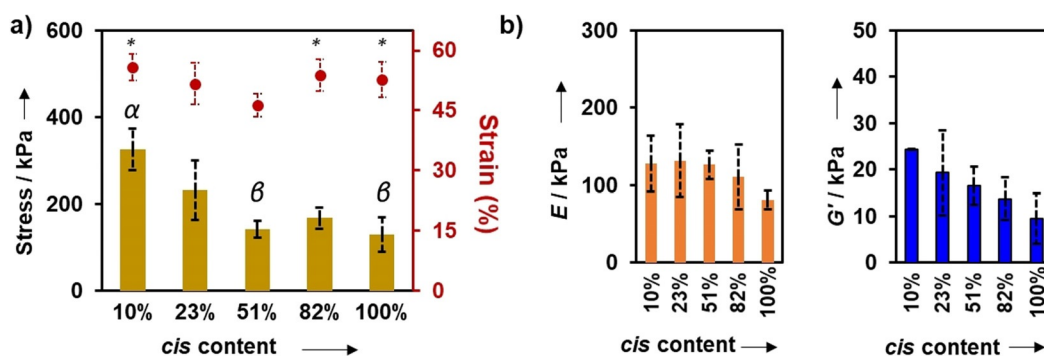 a)
Stress / kPa
600
400
200
0
* * * *
α
β
β
60
45
30
15
0
Strain (%)
10% 23% 51% 82% 100%
cis content
b)
E / kPa
300
200
100
0
10% 23% 51% 82% 100%
cis content
G' / kPa
50
40
30
20
10
0
10% 23% 51% 82% 100%
cis content